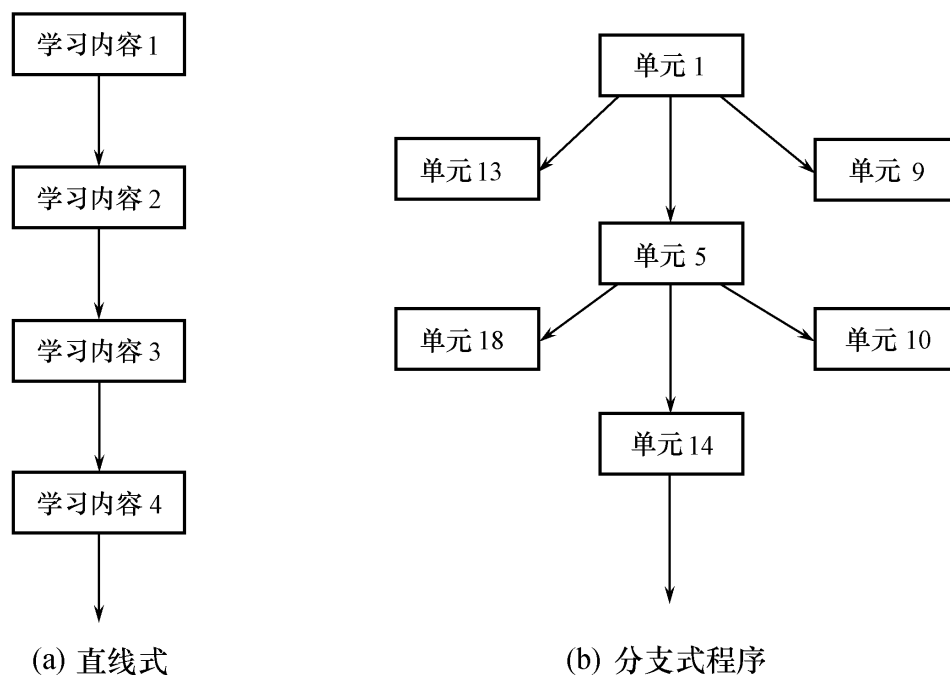 学习内容 1
学习内容 2
学习内容 3
学习内容 4
(a) 直线式
单元 1
单元 13
单元 9
单元 5
单元 18
单元 10
单元 14
(b) 分支式程序